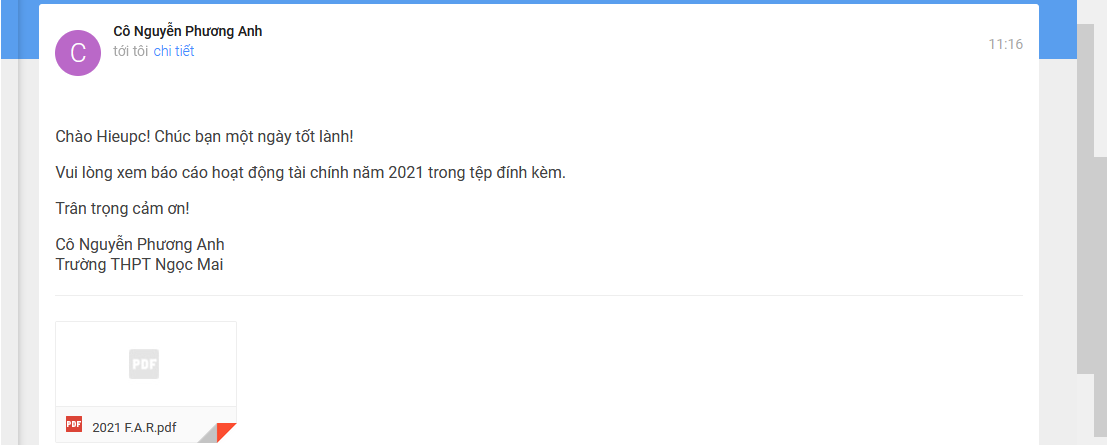 Cô Nguyễn Phương Anh
C
tới tôi chi tiết
11:16
Chào Hieupc! Chúc bạn một ngày tốt lành!
Vui lòng xem báo cáo hoạt động tài chính năm 2021 trong tệp đính kèm.
Trân trọng cảm ơn!
Cô Nguyễn Phương Anh
Trường THPT Ngọc Mai
PDF
PDF 2021 F.A.R.pdf